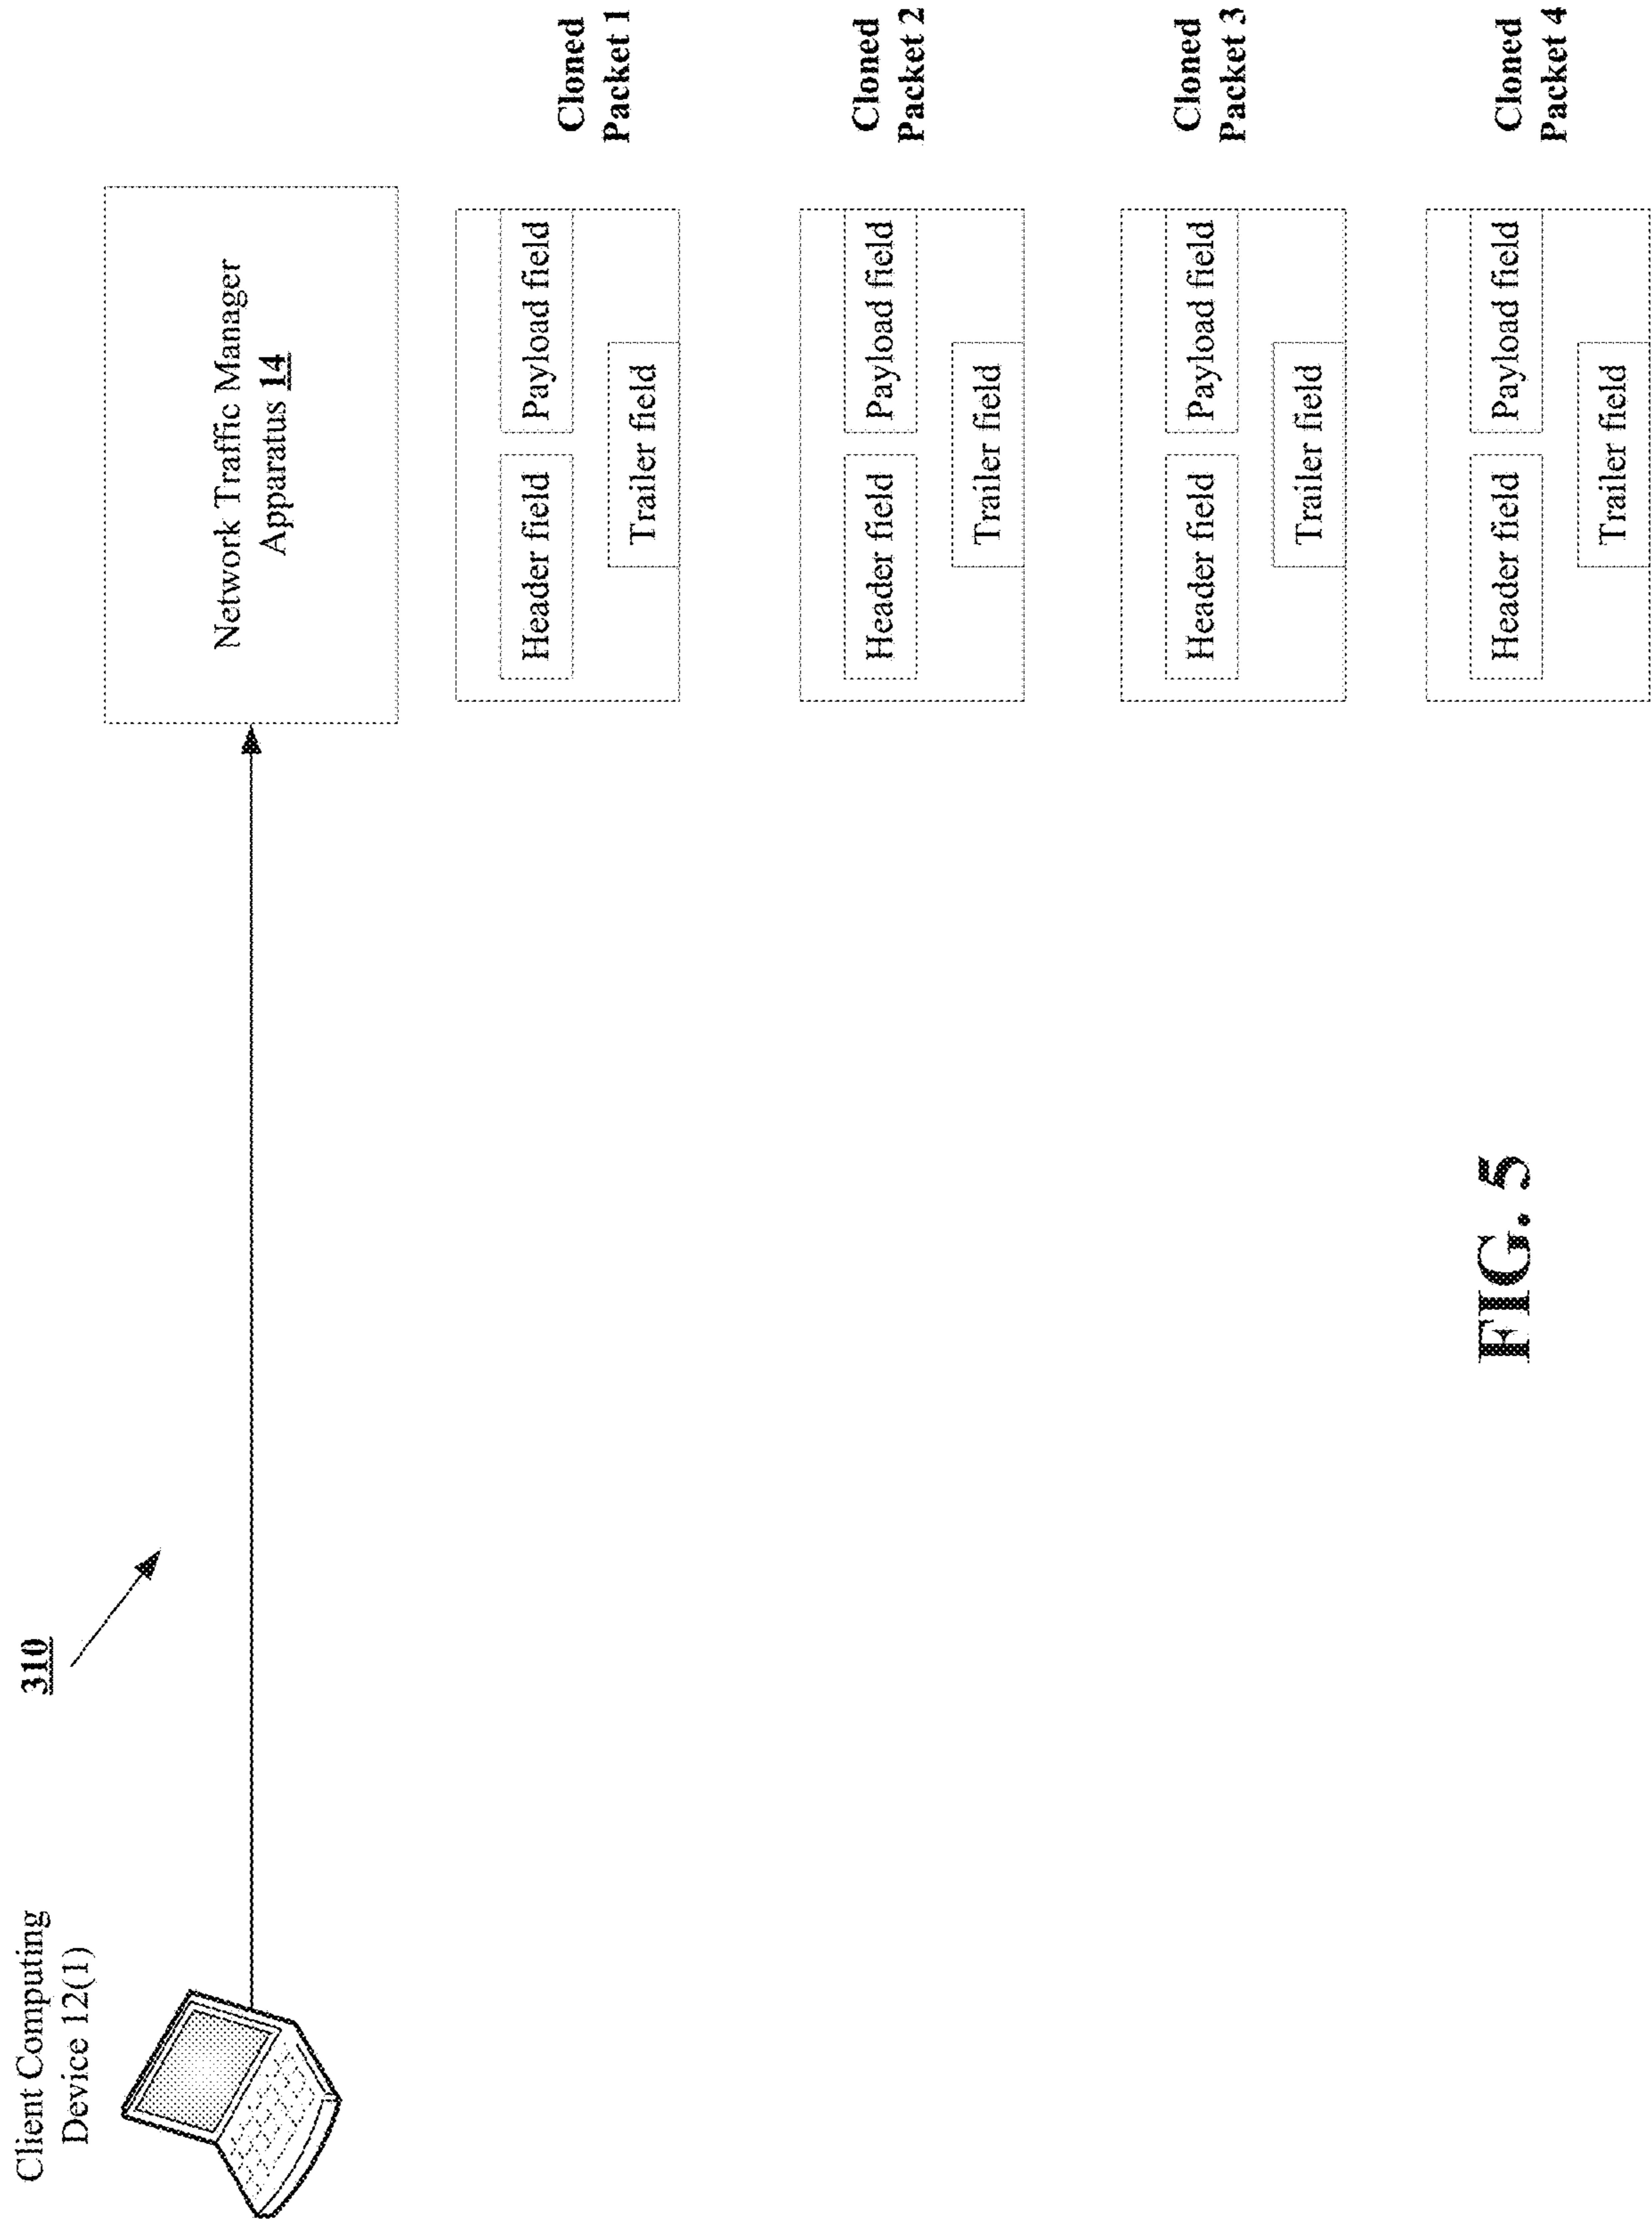 Client Computing
Device 12(1)
310
Network Traffic Manager
Apparatus 14
Header field
Payload field
Trailer field
Cloned
Packet 1
Header field
Payload field
Trailer field
Cloned
Packet 2
Header field
Payload field
Trailer field
Cloned
Packet 3
Header field
Payload field
Trailer field
Cloned
Packet 4
FIG. 5